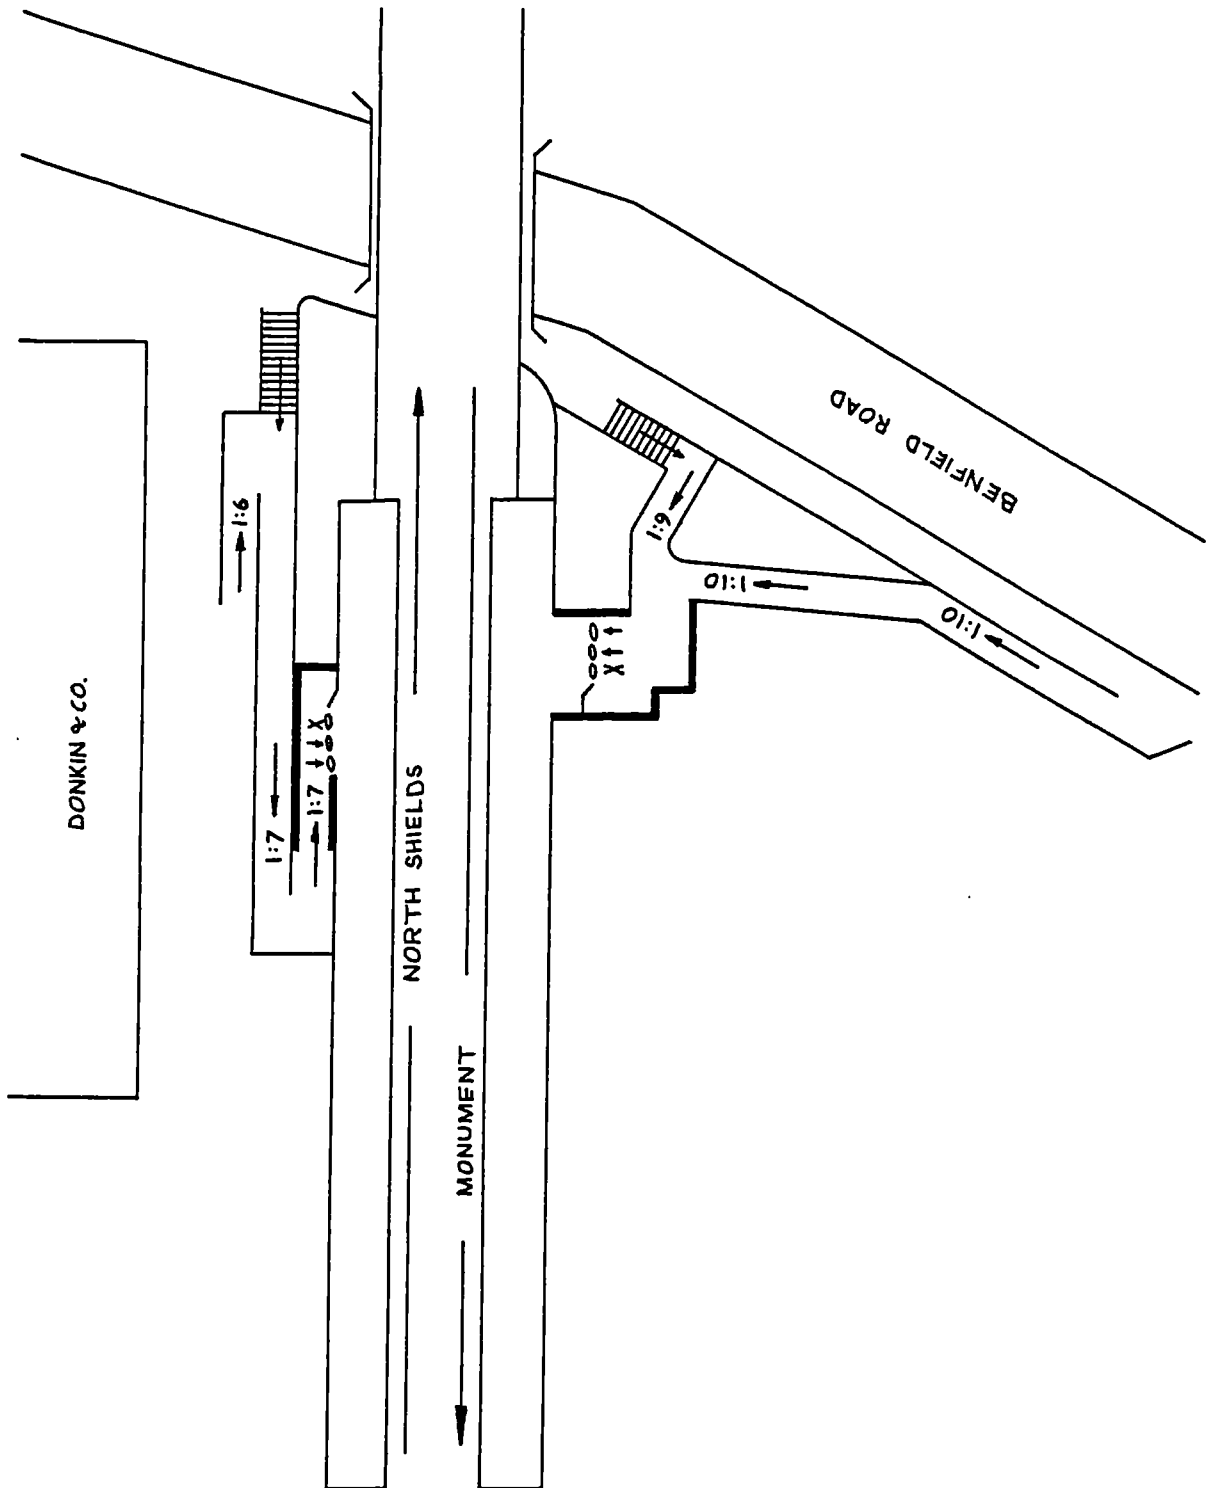 BENFIELD ROAD
1:6
1:9
1:10
1:10
DONKIN & CO.
X
X
1:7
1:7
NORTH SHIELDS
MONUMENT